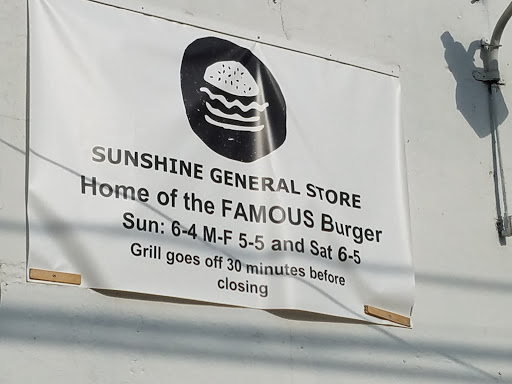 SUNSHINE GENERAL STORE
Home of the FAMOUS Burger
Sun: 6-4 M-F 5-5 and Sat 6-5
Grill goes off 30 minutes before
closing